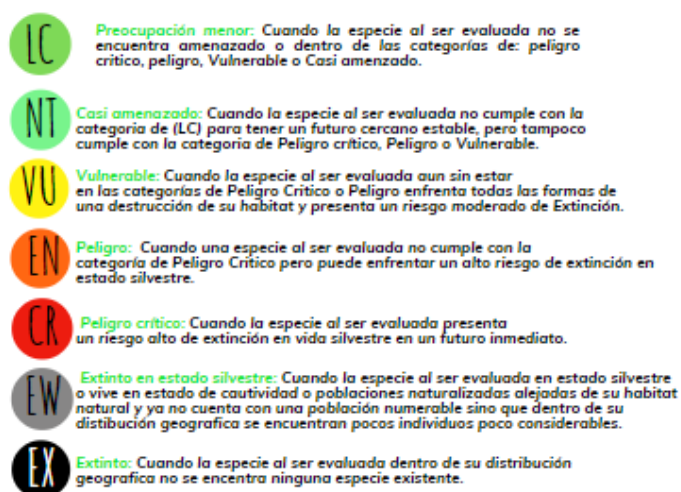 LC
Preocupación menor: Cuando la especie al ser evaluada no se
encuentra amenazado o dentro de las categorías de: peligro
critico, peligro, Vulnerable o Casi amenzado.
NT
Casi amenazado: Cuando la especie al ser evaluada no cumple con la
categoria de (LC) para tener un futuro cercano estable, pero tampoco
cumple con la categoria de Peligro crítico, Peligro o Vulnerable.
VU
Vulnerable: Cuando la especie al ser evaluada aun sin estar
en las categorías de Peligro Critico o Peligro enfrenta todas las formas de
una destrucción de su habitat y presenta un riesgo moderado de Extinción.
EN
Peligro: Cuando una especie al ser evaluada no cumple con la
categoría de Peligro Critico pero puede enfrentar un alto riesgo de extinción en
estado silvestre.
CR
Peligro crítico: Cuando la especie al ser evaluada presenta
un riesgo alto de extinción en vida silvestre en un futuro inmediato.
EW
Extinto en estado silvestre: Cuando la especie al ser evaluada en estado silvestre
o vive en estado de cautividad o poblaciones naturalizadas alejadas de su habitat
natural y ya no cuenta con una población numerable sino que dentro de su
distibución geografica se encuentran pocos individuos poco considerables.
EX
Extinto: Cuando la especie al ser evaluada dentro de su distribución
geografica no se encentra ninguna especie existente.